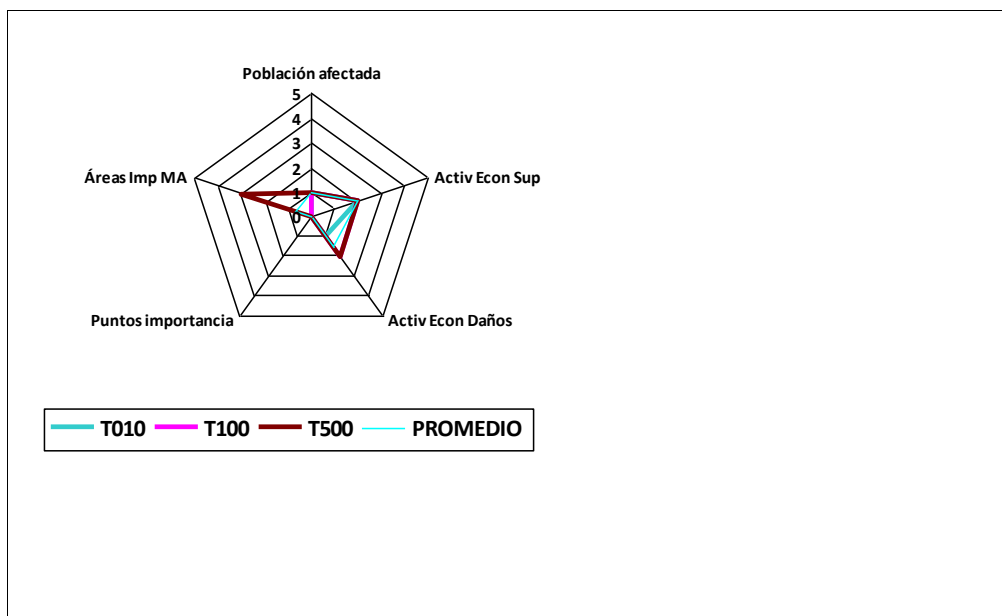 Población afectada
5
4
3
2
1
0
Áreas Imp MA
Activ Econ Sup
Puntos importancia
Activ Econ Daños
T010 T100 T500 PROMEDIO